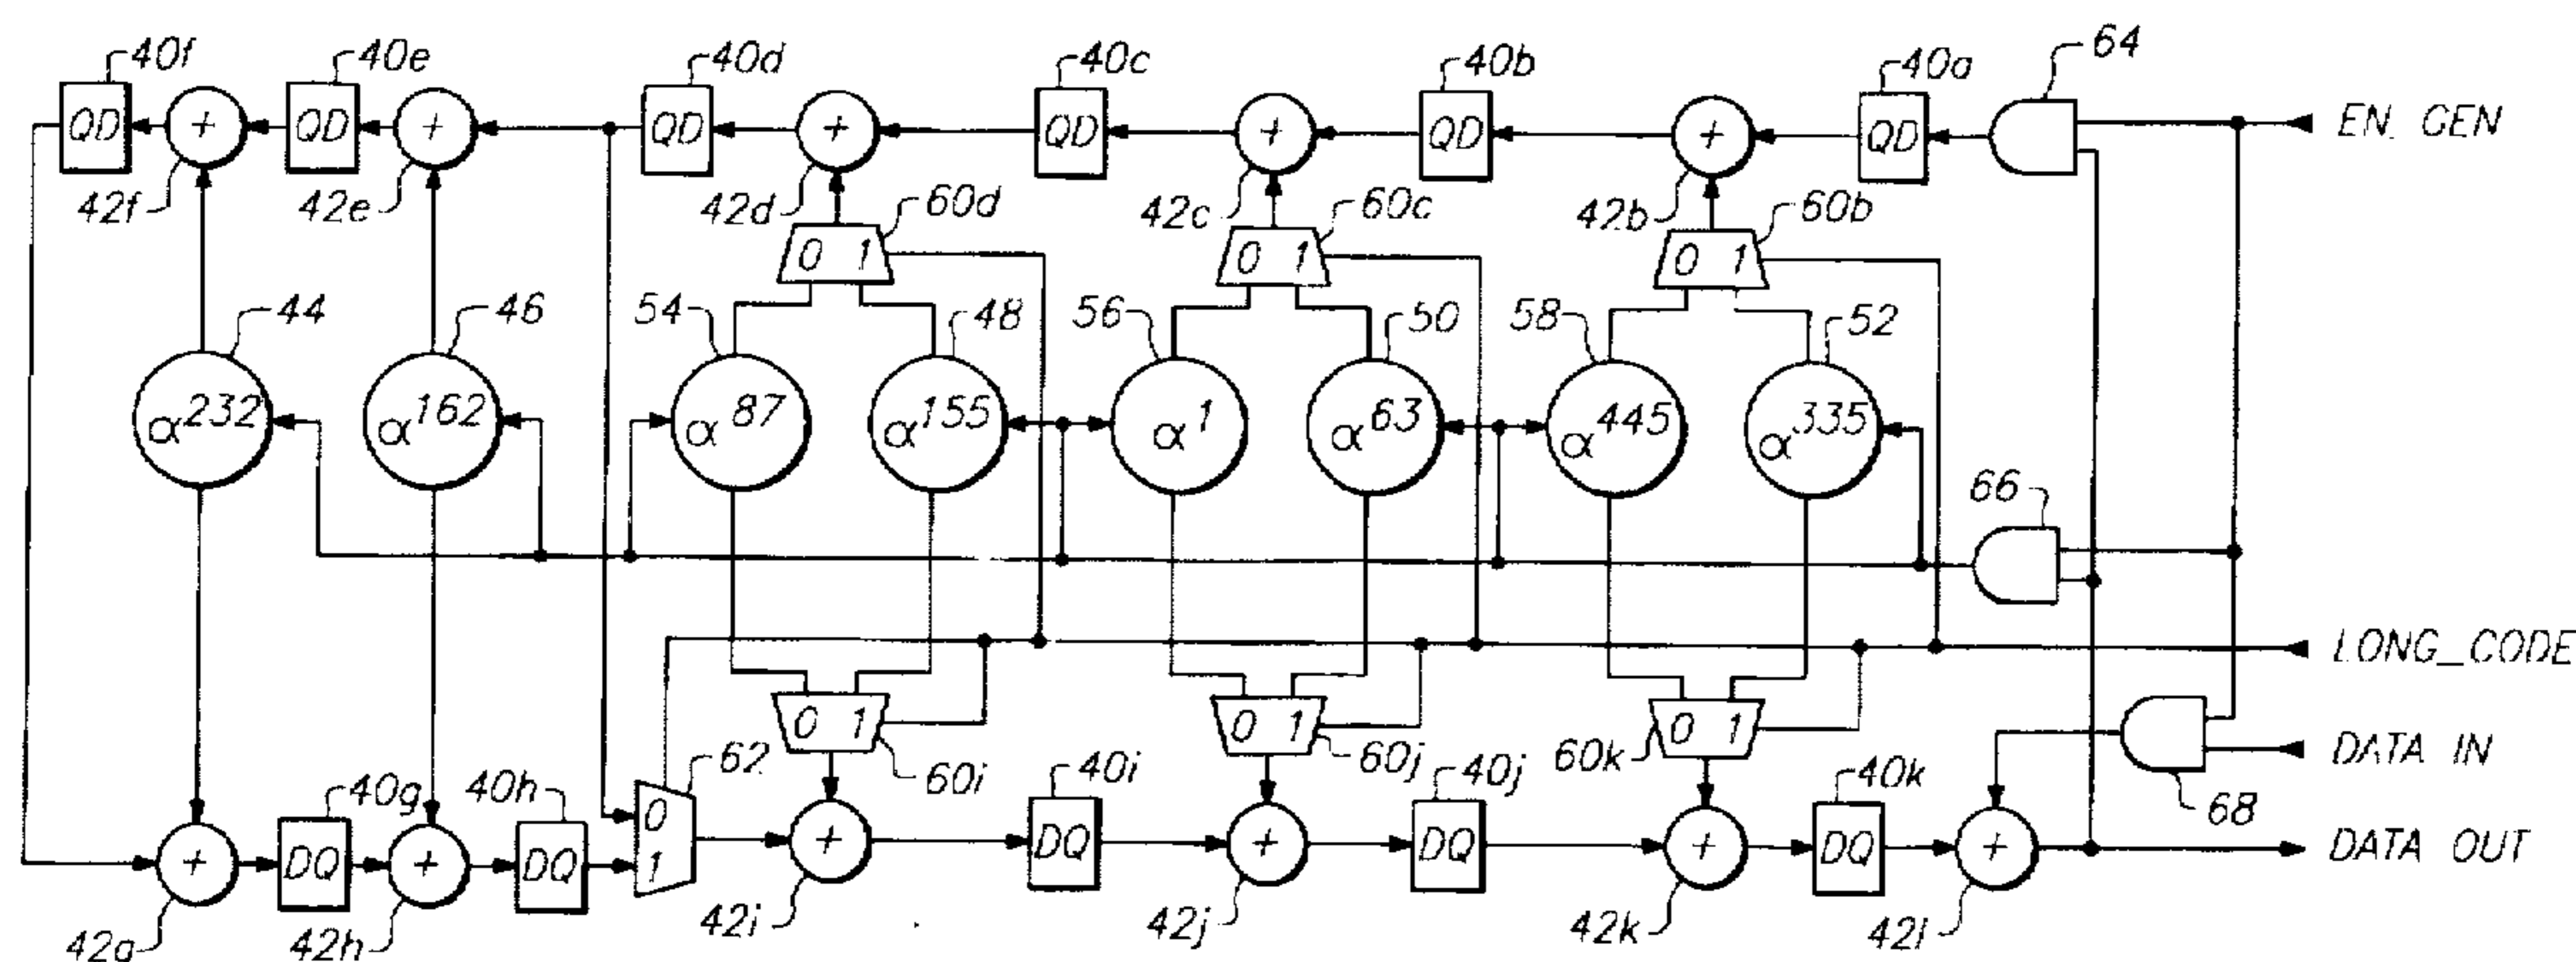 40f 40e 40d 40c 40b 40a 64
QD + QD + QD + QD + QD + QD EN GEN
42f 42e 42d 60d 42c 60c 42b 60b
0 1 0 1 0 1
44 46 54 48 56 50 58 52
α232 α162 α87 α155 α1 α63 α445 α335
66
LONG_CODE
0 1 0 1 0 1 DATA IN
62 60i 60j 60k 68
40g 40h 40i 40j 40k
0
+ DQ + DQ 1 + DQ + DQ + DQ + DATA OUT
42g 42h 42i 42j 42k 42l